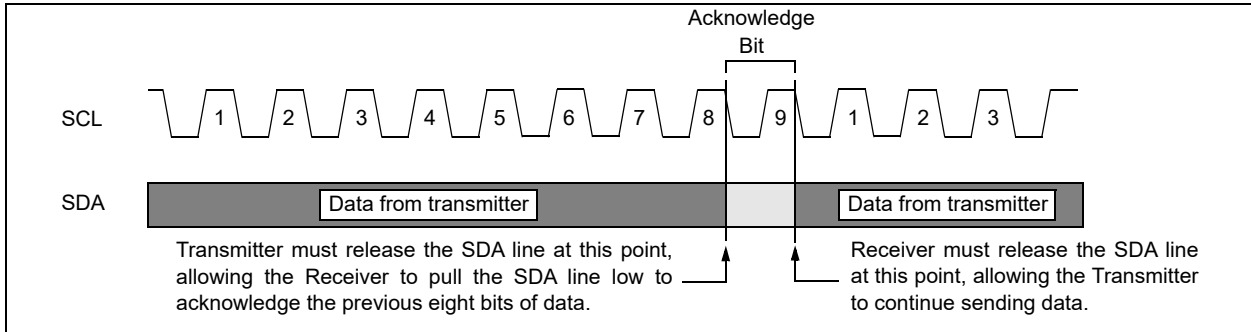 Acknowledge
Bit
SCL
1 2 3 4 5 6 7 8 9 1 2 3
SDA
Data from transmitter
Data from transmitter
Transmitter must release the SDA line at this point,
allowing the Receiver to pull the SDA line low to
acknowledge the previous eight bits of data.
Receiver must release the SDA line
at this point, allowing the Transmitter
to continue sending data.